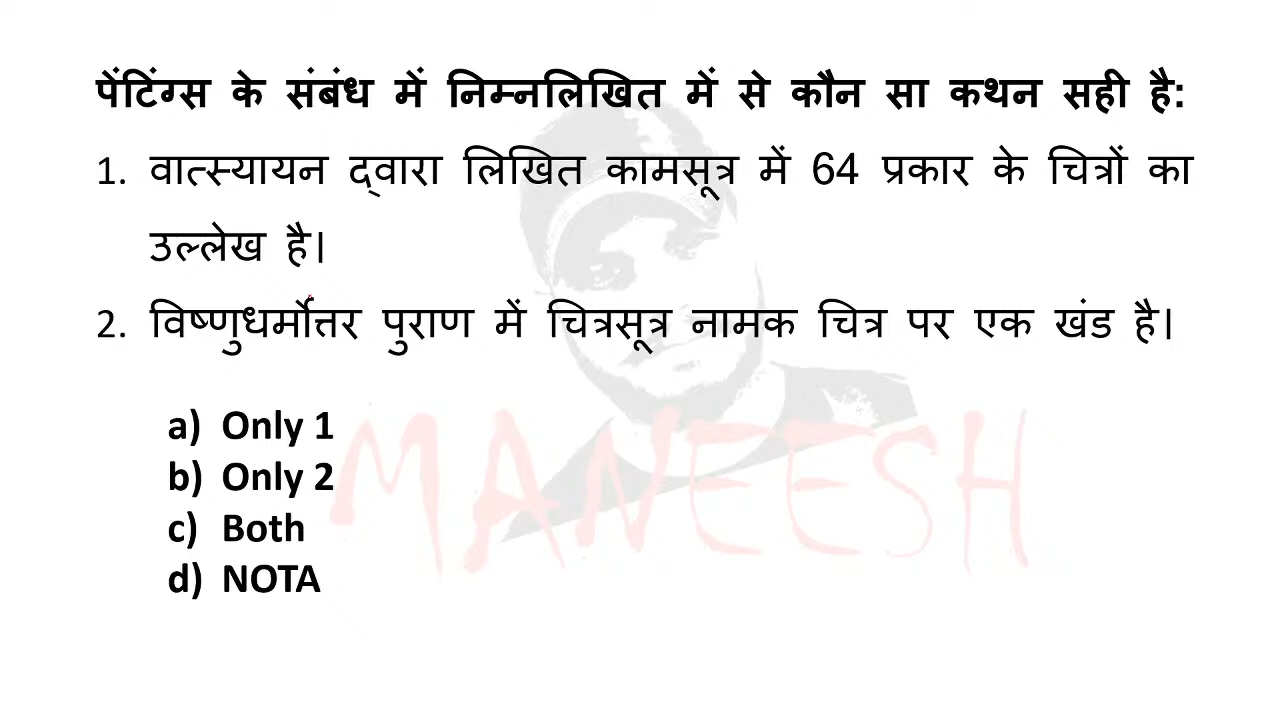 पेंटिंग्स के संबंध में निम्नलिखित में से कौन सा कथन सही है:
1. वात्स्यायन द्वारा लिखित कामसूत्र में 64 प्रकार के चित्रों का
उल्लेख है।
2. विष्णुधर्मोत्तर पुराण में चित्रसूत्र नामक चित्र पर एक खंड है।
a) Only 1
b) Only 2
c) Both
d) NOTA
MANEESH